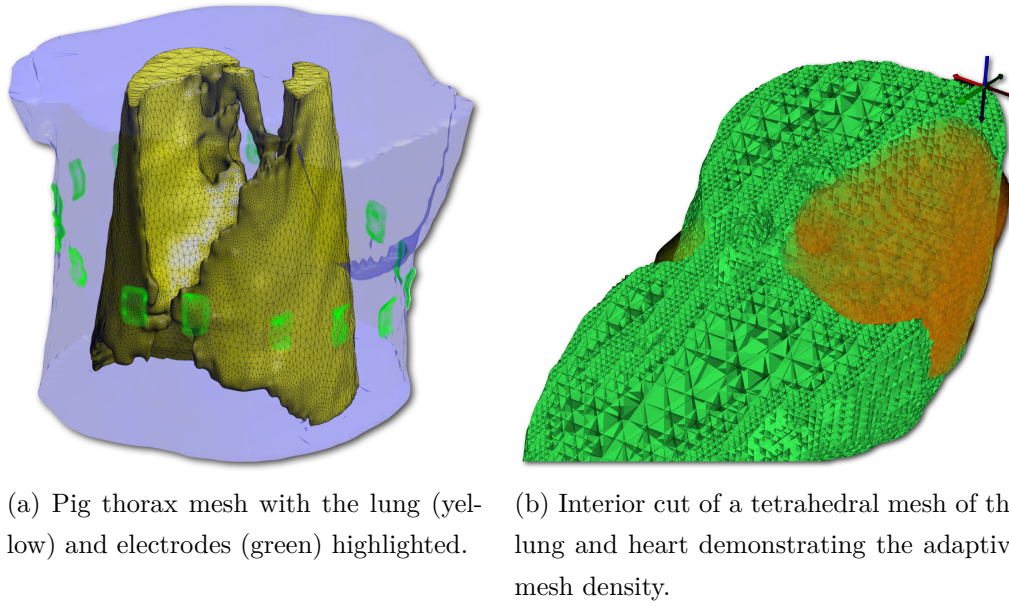 (a) Pig thorax mesh with the lung (yel-
low) and electrodes (green) highlighted.
(b) Interior cut of a tetrahedral mesh of th
lung and heart demonstrating the adaptiv
mesh density.